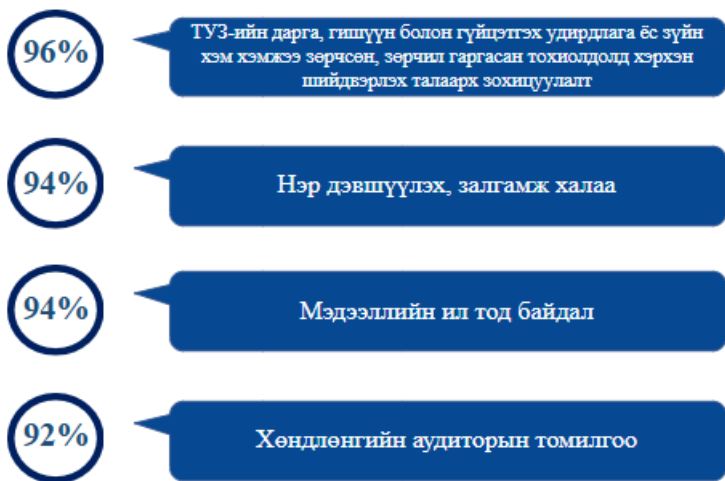 96%
ТУЗ-ийн дарга, гишүүн болон гүйцэтгэх удирдлага ёс зүйн
хэм хэмжээ зөрчсөн, зөрчил гаргасан тохиолдолд хэрхэн
шийдвэрлэх талаарх зохицуулалт
94%
Нэр дэвшүүлэх, залгамж халаа
94%
Мэдээллийн ил тод байдал
92%
Хөндлөнгийн аудиторын томилгоо